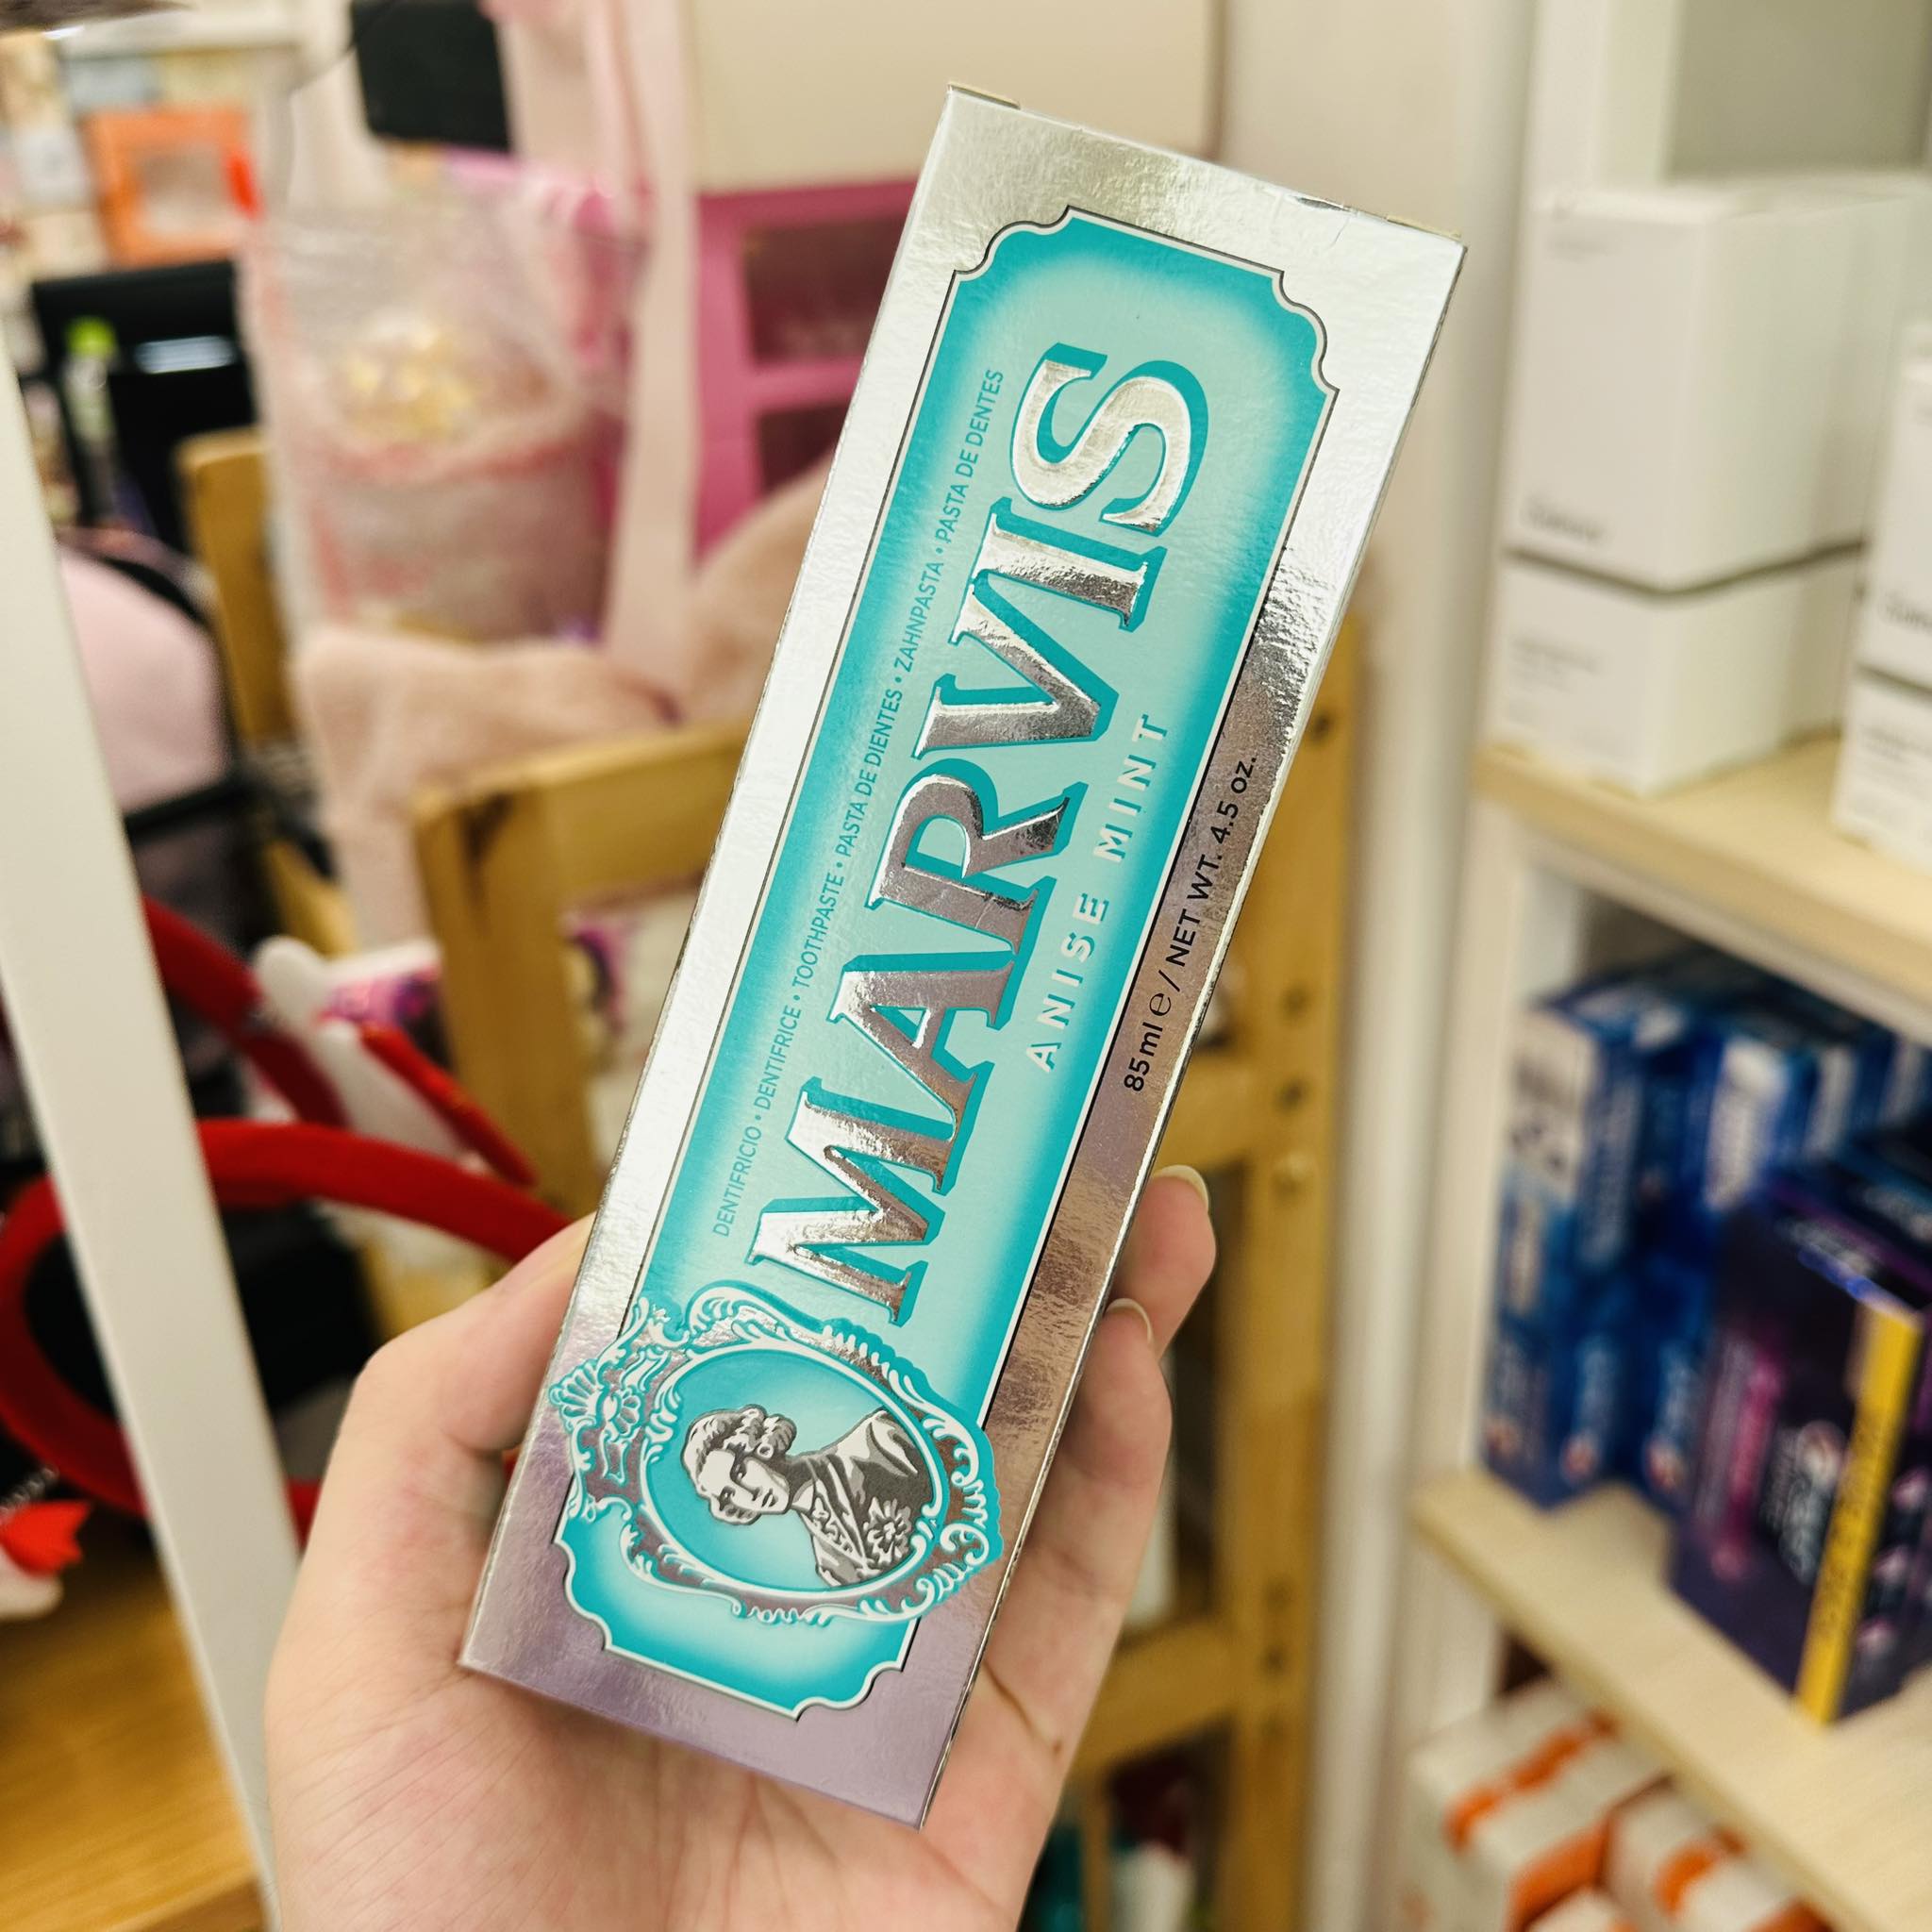 DENTIFRICIO • DENTIFRICE • TOOTHPASTE • PASTA DE DIENTES • ZAHNPASTA • PASTA DE DENTES
MARVIS
ANISE MINT
85ml ℮ / NET WT. 4.5 oz.